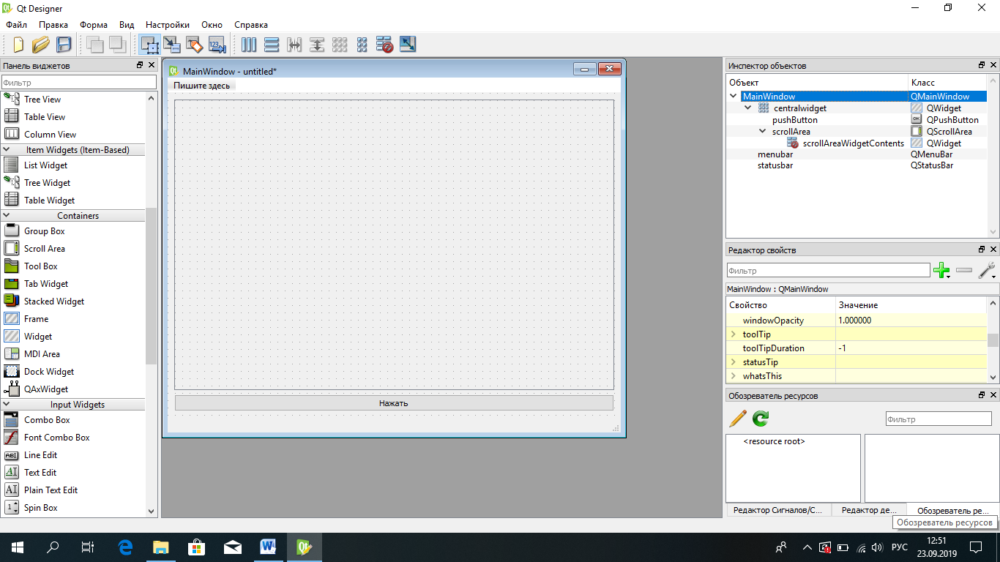 Qt Designer
Файл Правка Форма Вид Настройки Окно Справка
Панель виджетов
Фильтр
Tree View
Table View
Column View
Item Widgets (Item-Based)
List Widget
Tree Widget
Table Widget
Containers
Group Box
Scroll Area
Tool Box
Tab Widget
Stacked Widget
Frame
Widget
MDI Area
Dock Widget
QAxWidget
Input Widgets
Combo Box
Font Combo Box
Line Edit
Text Edit
Plain Text Edit
Spin Box
MainWindow - untitled*
Пишите здесь
Нажать
Инспектор объектов
Объект Класс
MainWindow QMainWindow
centralwidget QWidget
pushButton QPushButton
scrollArea QScrollArea
scrollAreaWidgetContents QWidget
menubar QMenuBar
statusbar QStatusBar
Редактор свойств
Фильтр
MainWindow : QMainWindow
Свойство Значение
windowOpacity 1.000000
toolTip
toolTipDuration -1
statusTip
whatsThis
Обозреватель ресурсов
Фильтр
<resource root>
Редактор Сигналов/С... Редактор де... Обозреватель ре...
Обозреватель ресурсов
РУС
12:51
23.09.2019